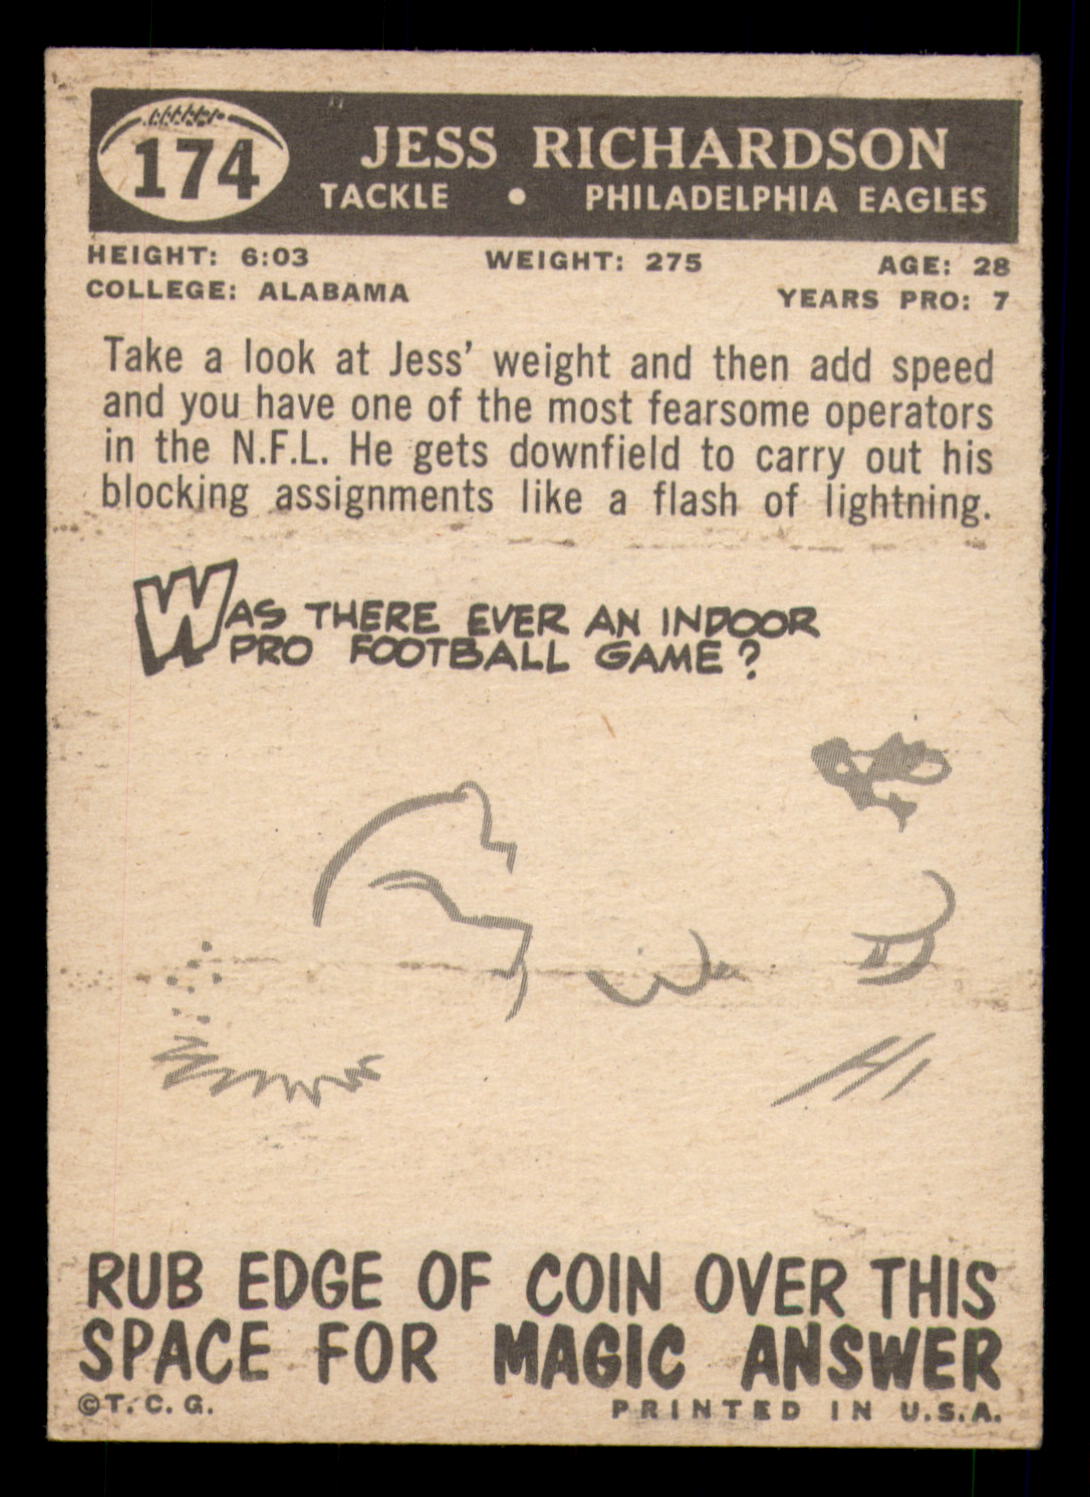 174
JESS RICHARDSON
TACKLE • PHILADELPHIA EAGLES
HEIGHT: 6:03 WEIGHT: 275 AGE: 28
COLLEGE: ALABAMA YEARS PRO: 7
Take a look at Jess' weight and then add speed
and you have one of the most fearsome operators
in the N.F.L. He gets downfield to carry out his
blocking assignments like a flash of lightning.
WAS THERE EVER AN INDOOR
PRO FOOTBALL GAME?
RUB EDGE OF COIN OVER THIS
SPACE FOR MAGIC ANSWER
©T.C.G. PRINTED IN U.S.A.